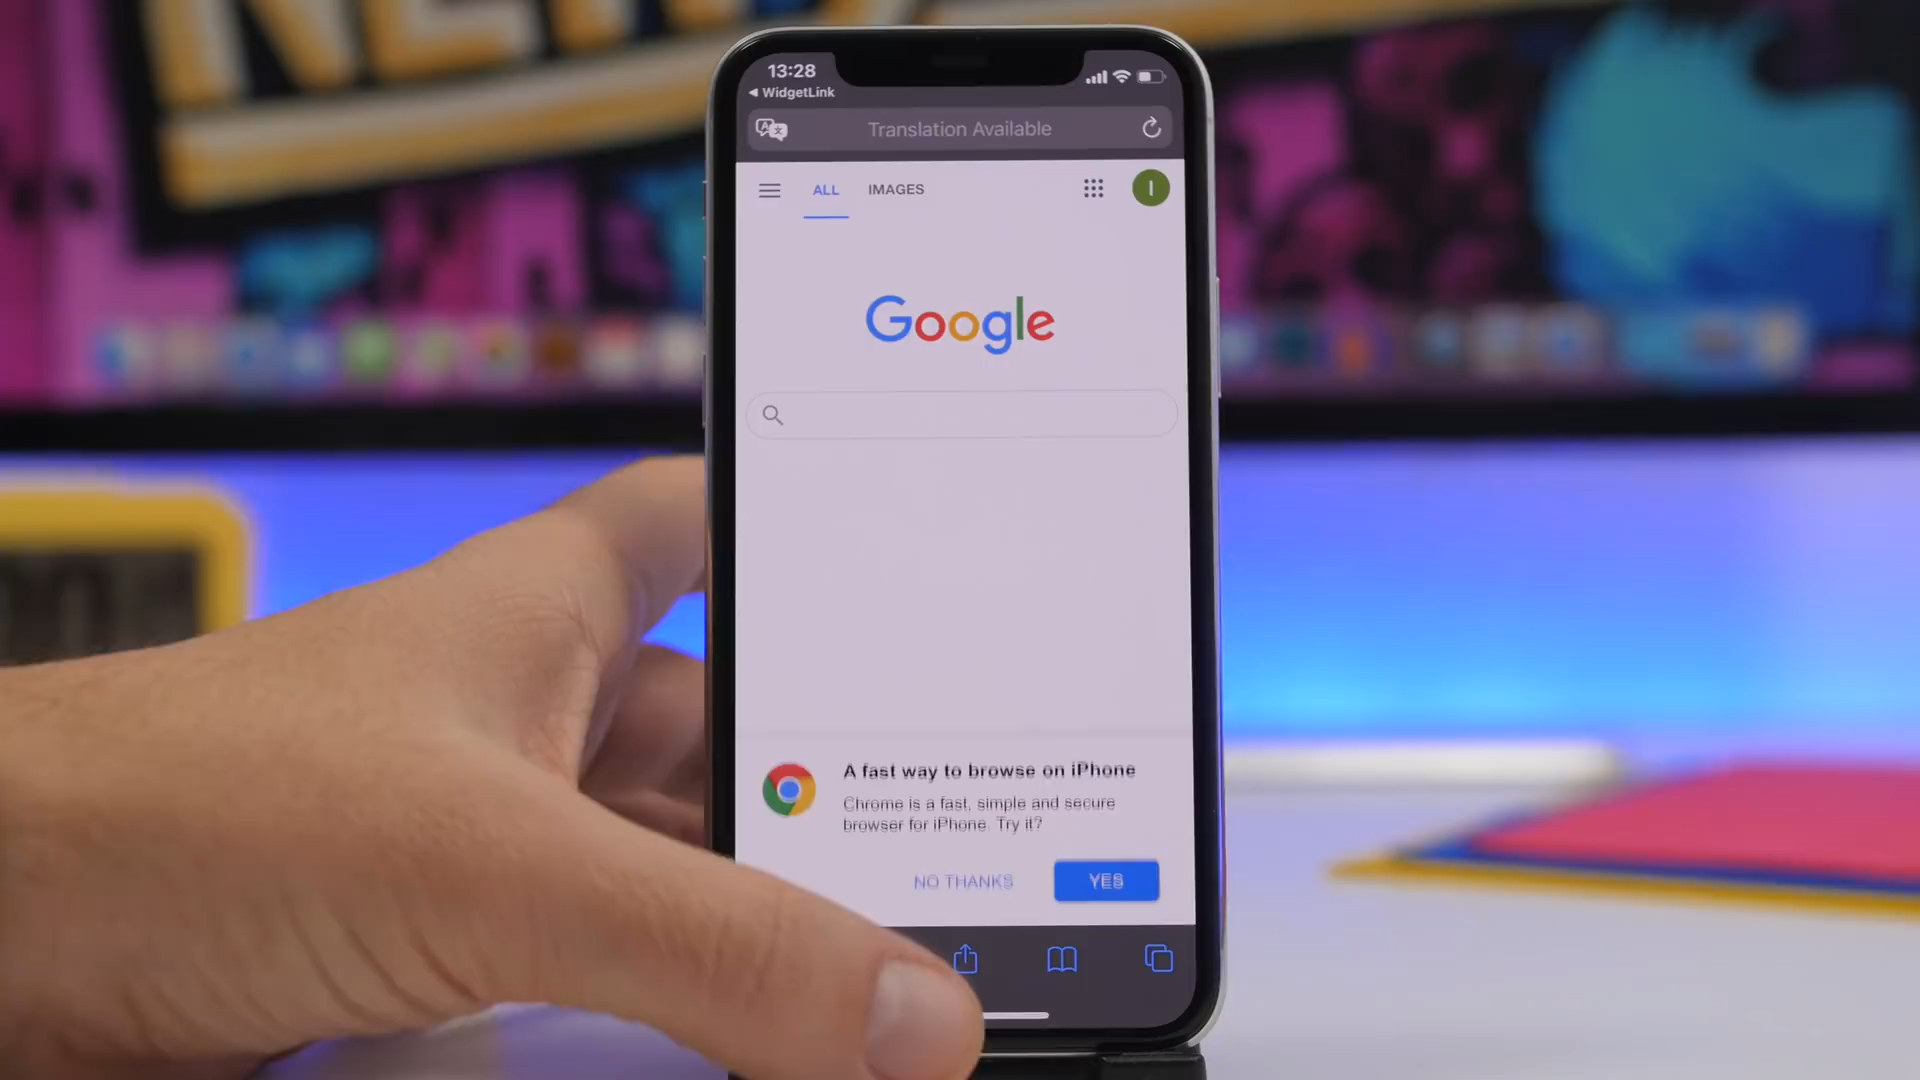 13:28
WidgetLink
Translation Available
ALL IMAGES
I
Google
A fast way to browse on iPhone
Chrome is a fast, simple and secure
browser for iPhone. Try it?
NO THANKS YES